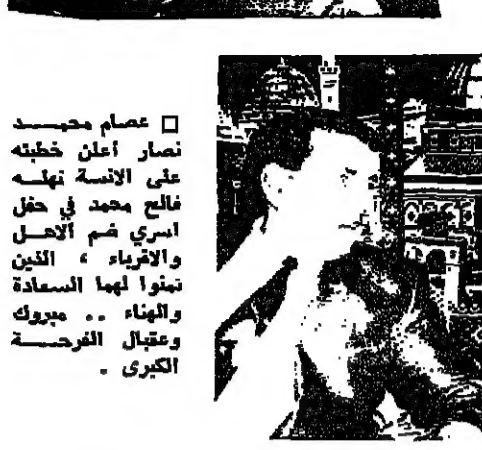 □ عصام محمد
نصار أعلن خطبته
على الانسة نهله
فالح محمد في حفل
اسري ضم الاهل
والاقرباء ، الذين
تمنوا لهما السعادة
والهناء .. مبروك
وعقبال الفرحة
الكبرى .